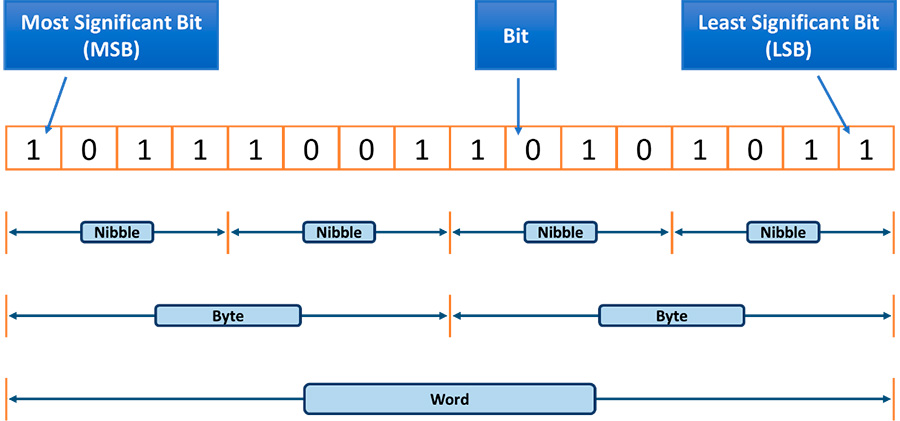 Most Significant Bit
(MSB)
Bit
Least Significant Bit
(LSB)
1 0 1 1 1 0 0 1 1 0 1 0 1 0 1 1
Nibble Nibble Nibble Nibble
Byte Byte
Word